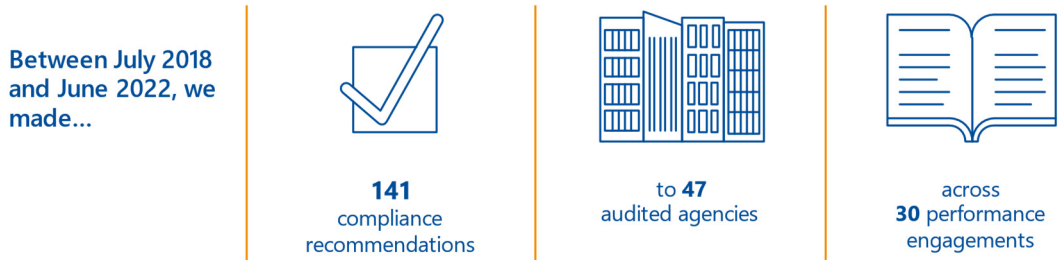 Between July 2018
and June 2022, we
made...
141
compliance
recommendations
to 47
audited agencies
across
30 performance
engagements